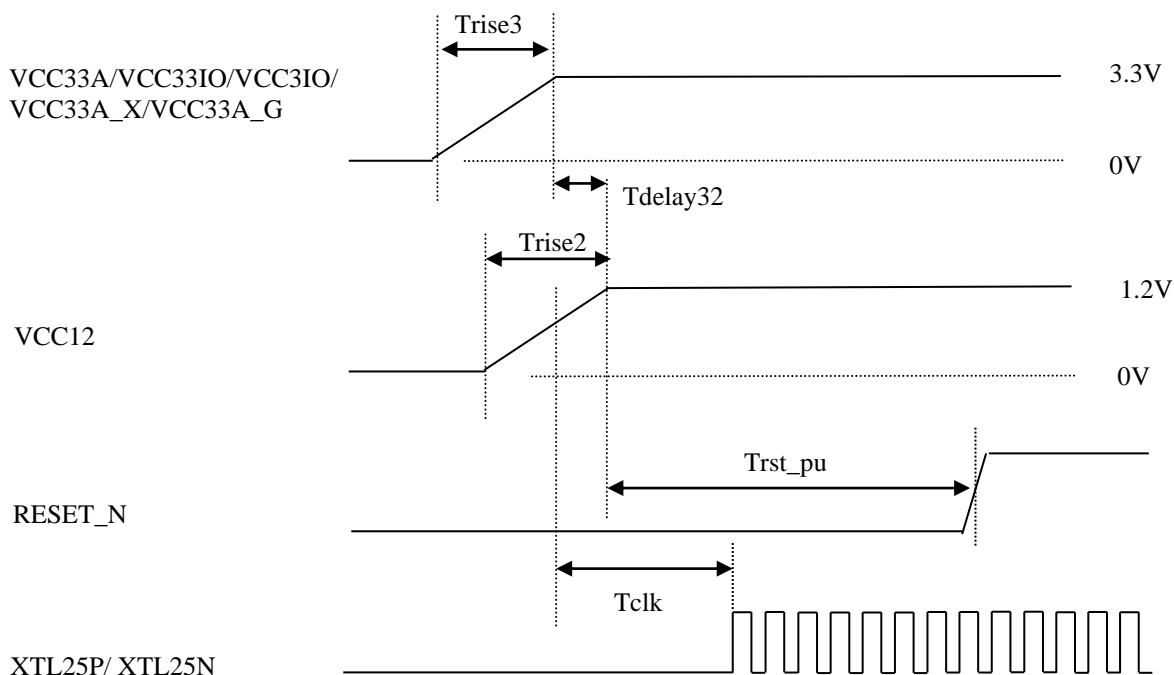 Trise3
VCC33A/VCC33IO/VCC3IO/
VCC33A_X/VCC33A_G
3.3V
0V
Tdelay32
Trise2
1.2V
VCC12
0V
Trst_pu
RESET_N
Tclk
XTL25P/ XTL25N